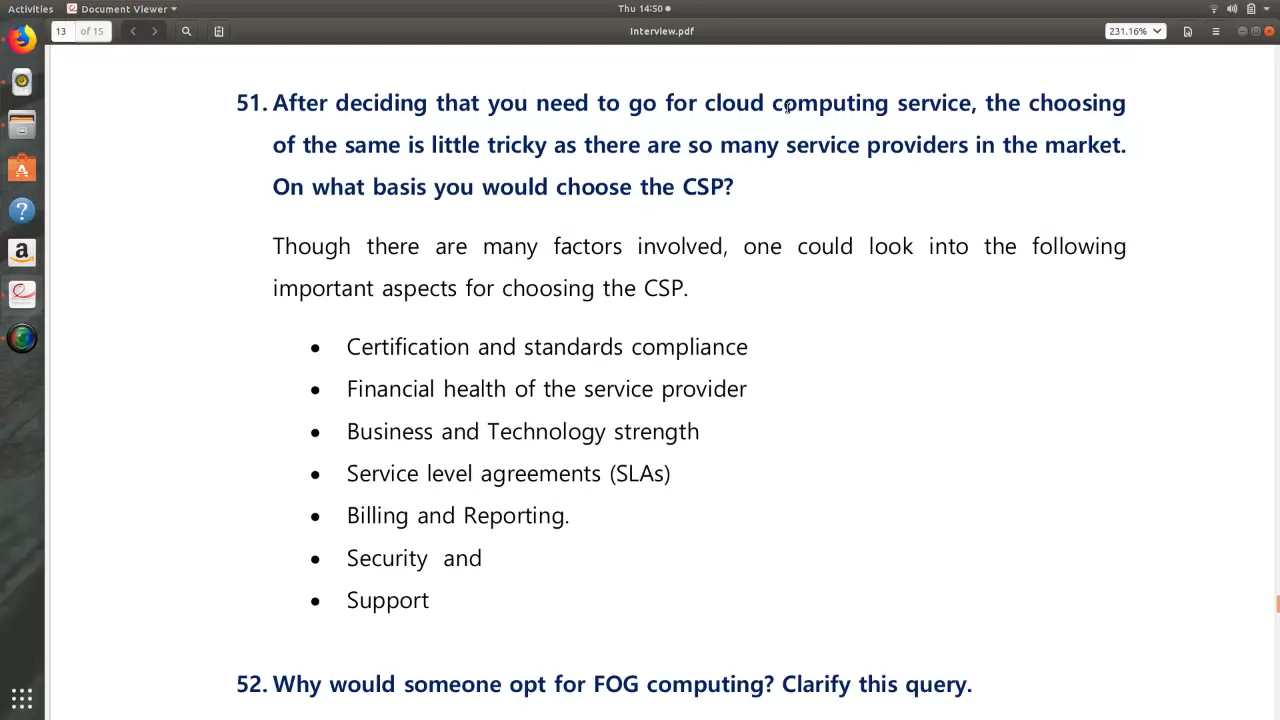 Activities Document Viewer Thu 14:50
13 of 15 Interview.pdf 231.16%
51. After deciding that you need to go for cloud computing service, the choosing
of the same is little tricky as there are so many service providers in the market.
On what basis you would choose the CSP?
Though there are many factors involved, one could look into the following
important aspects for choosing the CSP.
• Certification and standards compliance
• Financial health of the service provider
• Business and Technology strength
• Service level agreements (SLAs)
• Billing and Reporting.
• Security and
• Support
52. Why would someone opt for FOG computing? Clarify this query.